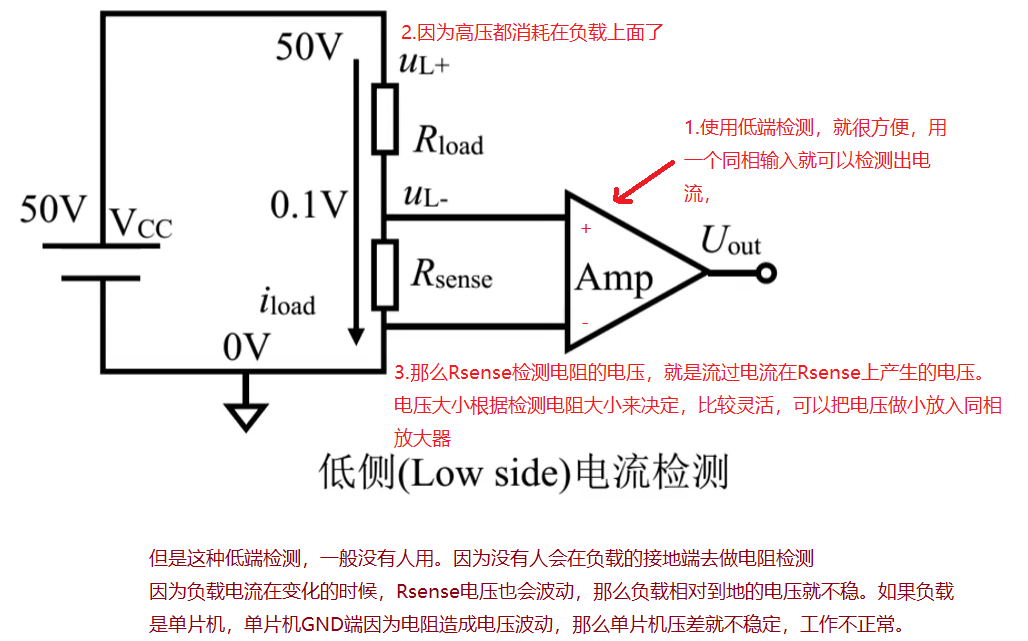 50V
2.因为高压都消耗在负载上面了
uL+
1.使用低端检测，就很方便，用
一个同相输入就可以检测出电
流，
Rload
50V
VCC
0.1V
uL-
+
Uout
Rsense
Amp
iload
-
0V
3.那么Rsense检测电阻的电压，就是流过电流在Rsense上产生的电压。
电压大小根据检测电阻大小来决定，比较灵活，可以把电压做小放入同相
放大器
低侧(Low side)电流检测
但是这种低端检测，一般没有人用。因为没有人会在负载的接地端去做电阻检测
因为负载电流在变化的时候，Rsense电压也会波动，那么负载相对到地的电压就不稳。如果负载
是单片机，单片机GND端因为电阻造成电压波动，那么单片机压差就不稳定，工作不正常。